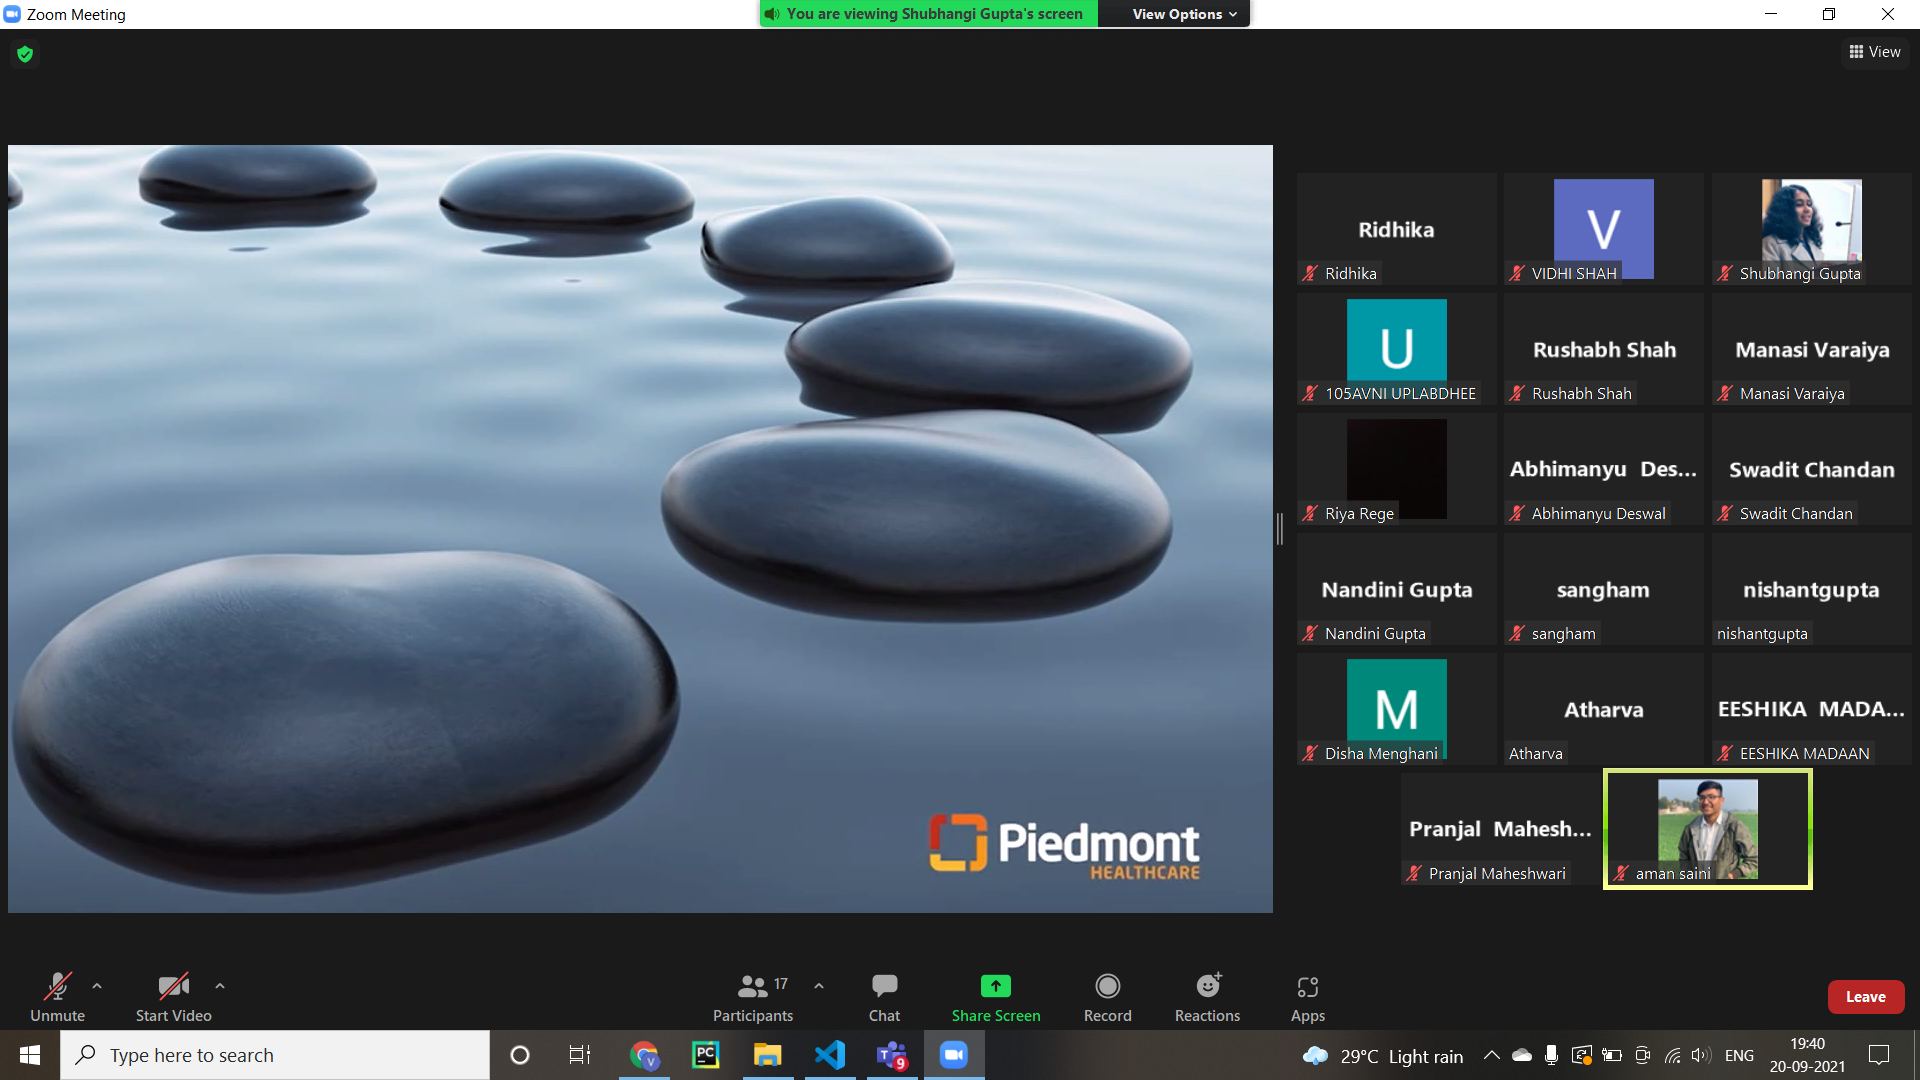 Zoom Meeting
You are viewing Shubhangi Gupta's screen
View Options
View
Piedmont
HEALTHCARE
Ridhika
Ridhika
V
VIDHI SHAH
Shubhangi Gupta
U
105AVNI UPLABDHEE
Rushabh Shah
Rushabh Shah
Manasi Varaiya
Manasi Varaiya
Riya Rege
Abhimanyu Des...
Abhimanyu Deswal
Swadit Chandan
Swadit Chandan
Nandini Gupta
Nandini Gupta
sangham
sangham
nishantgupta
nishantgupta
M
Disha Menghani
Atharva
Atharva
EESHIKA MADA...
EESHIKA MADAAN
Pranjal Mahesh...
Pranjal Maheshwari
aman saini
Unmute
Start Video
17
Participants
Chat
Share Screen
Record
Reactions
Apps
Leave
Type here to search
V
PC
9
29°C Light rain
ENG
19:40
20-09-2021